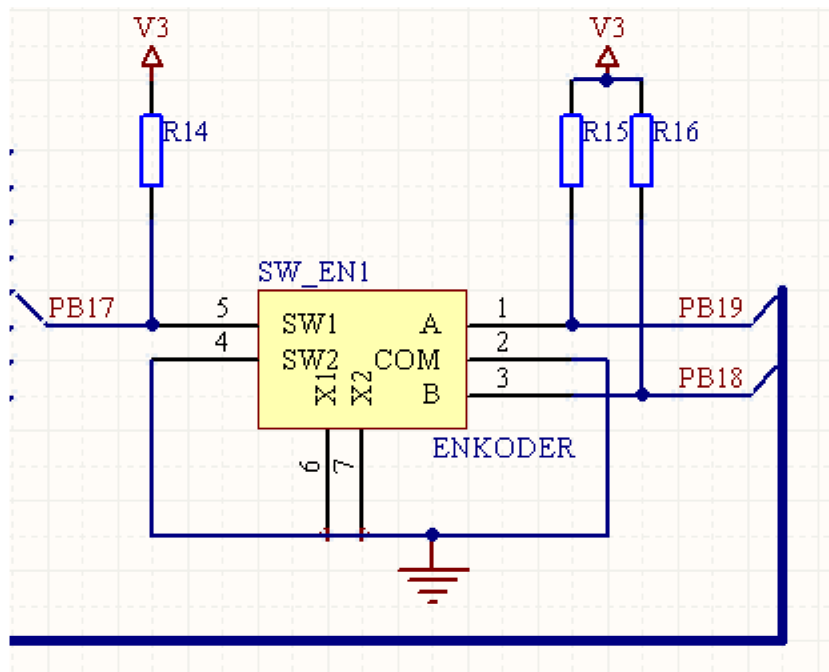 V3
V3
R14
R15
R16
SW_EN1
PB17
5
SW1
A
1
PB19
4
SW2
COM
2
X1
X2
B
3
PB18
6
7
ENKODER